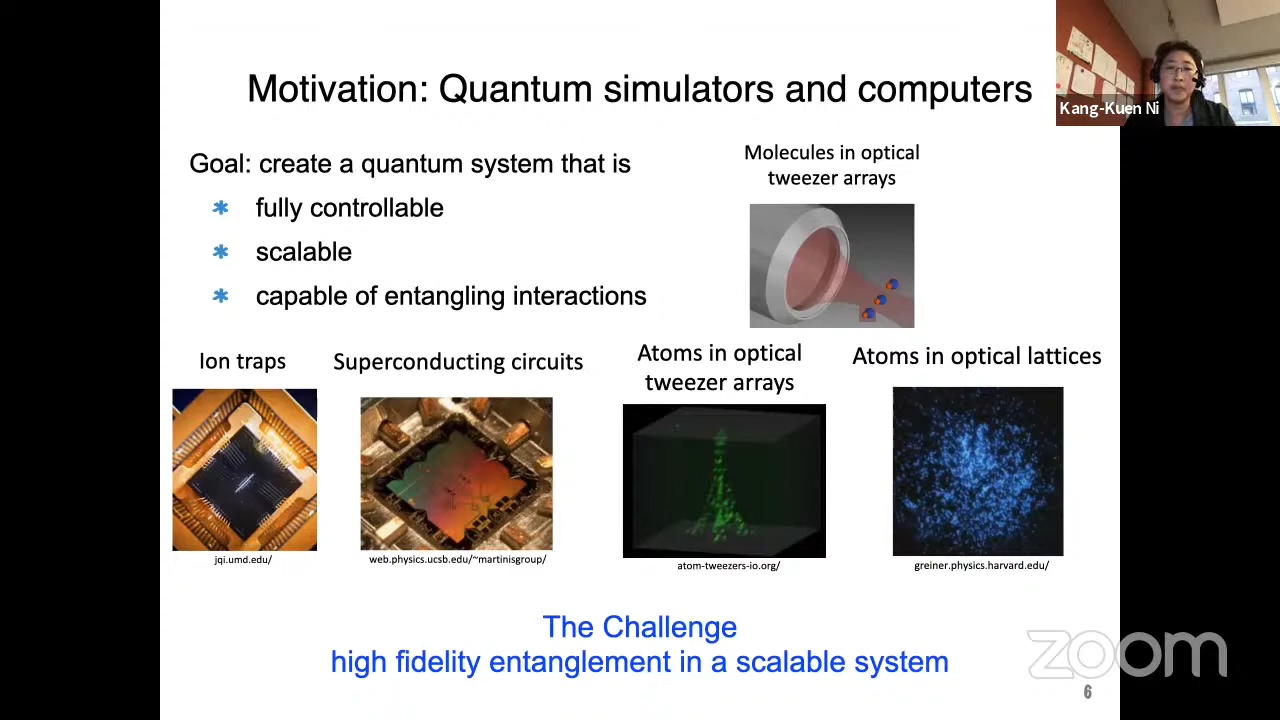 Motivation: Quantum simulators and computers
Kang-Kuen Ni
Goal: create a quantum system that is
* fully controllable
* scalable
* capable of entangling interactions
Molecules in optical
tweezer arrays
Ion traps
jqi.umd.edu/
Superconducting circuits
web.physics.ucsb.edu/~martinisgroup/
Atoms in optical
tweezer arrays
atom-tweezers-io.org/
Atoms in optical lattices
greiner.physics.harvard.edu/
The Challenge
high fidelity entanglement in a scalable system
zoom
6